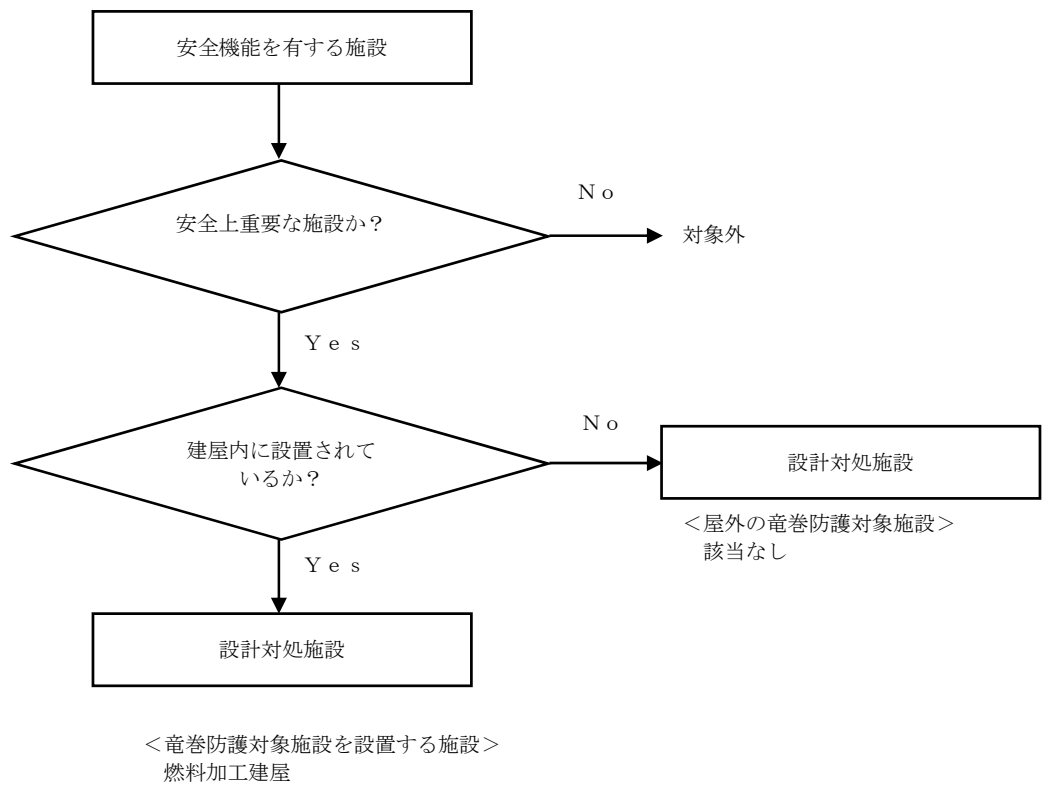 安全機能を有する施設
安全上重要な施設か？
Ｎｏ
対象外
Ｙｅｓ
建屋内に設置されて
いるか？
Ｎｏ
設計対処施設
＜屋外の竜巻防護対象施設＞
該当なし
Ｙｅｓ
設計対処施設
＜竜巻防護対象施設を設置する施設＞
燃料加工建屋